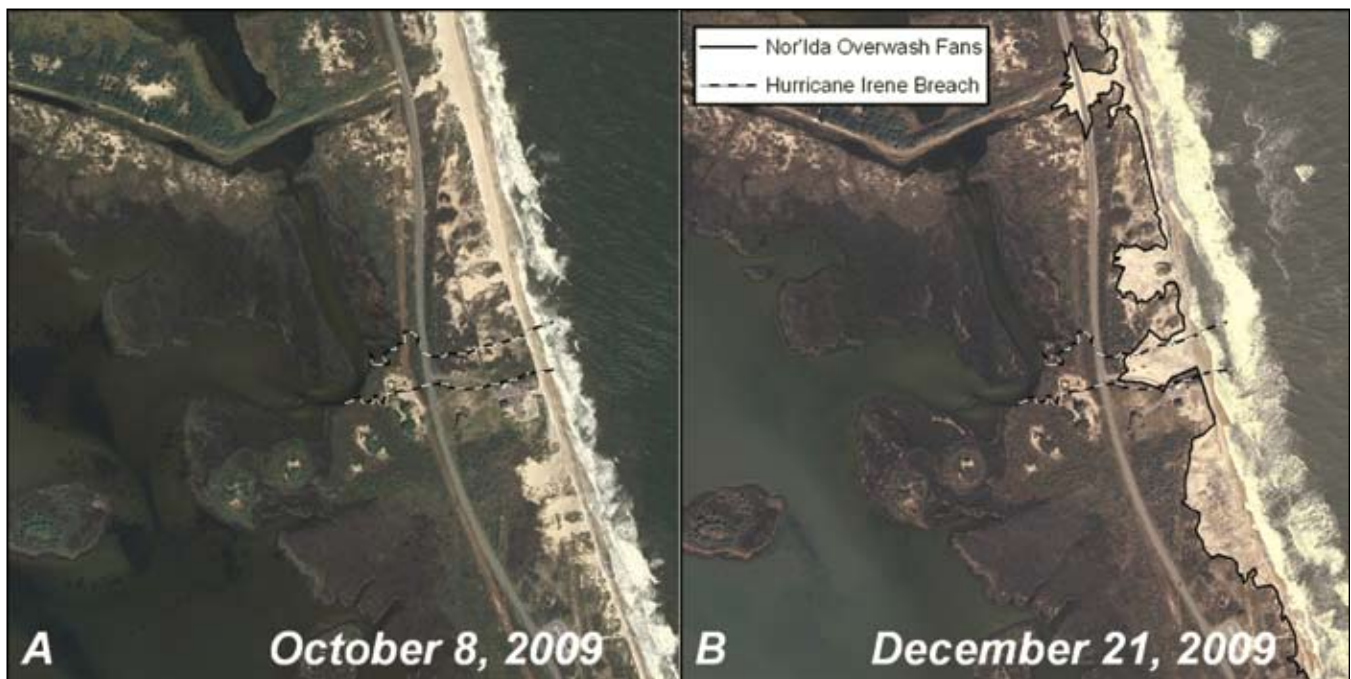 A
October 8, 2009
Nor'Ida Overwash Fans
Hurricane Irene Breach
B
December 21, 2009